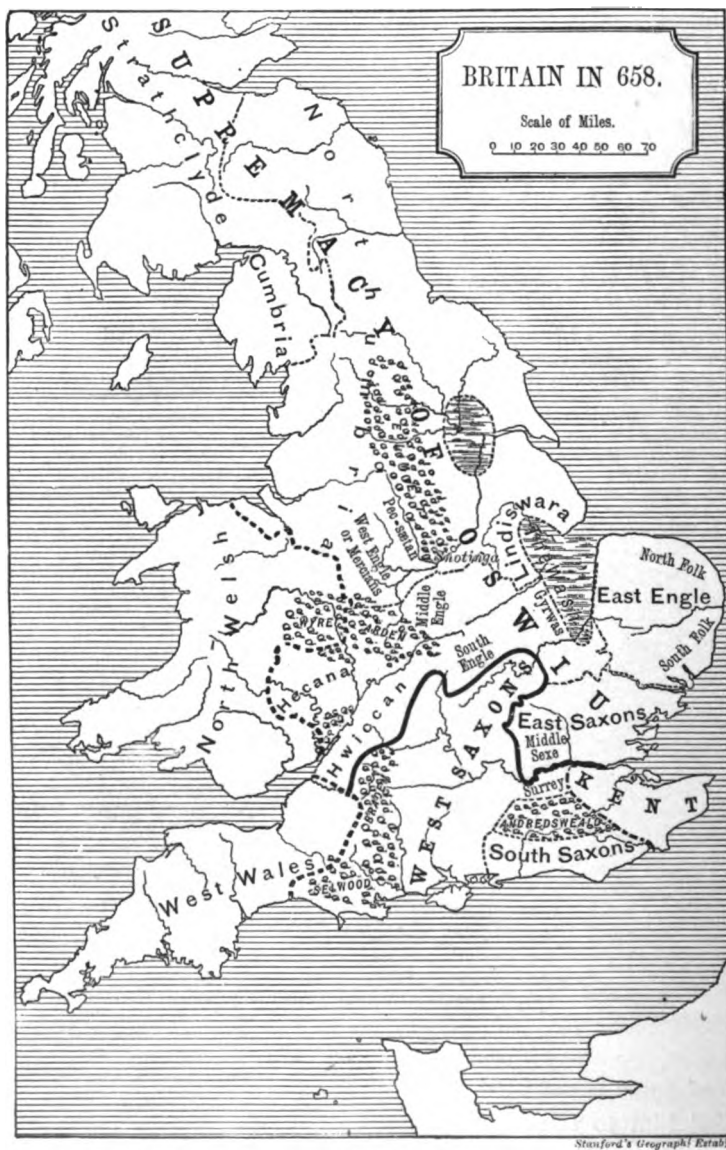 BRITAIN IN 658.
Scale of Miles.
0 10 20 30 40 50 60 70
SUPREMACY OF OSWIU
Strathclyde
Northumbria
Cumbria
Lindiswara
Pec-saetan
West Engle
or Mercians
Snotinga
Gyrwas
North Folk
East Engle
South Folk
Middle
Engle
South
Engle
North Welsh
WYRE
ARDEN
Hecana
Hwiccan
WEST SAXONS
East Saxons
Middle
Sexe
Surrey
KENT
ANDREDSWEALD
South Saxons
West Wales
SELWOOD
WEST
Stanford's Geograph! Estab